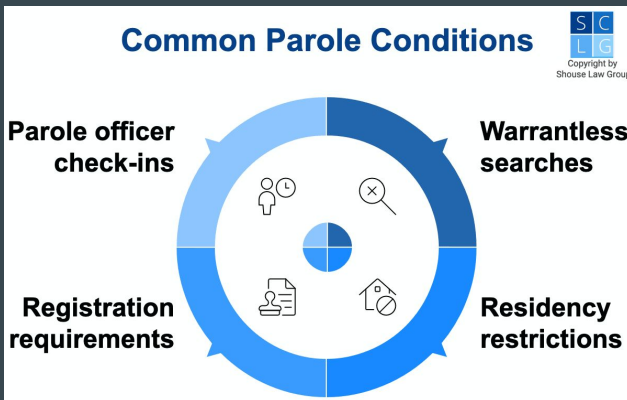 Common Parole Conditions
S C
L G
Copyright by
Shouse Law Group
Parole officer
check-ins
Warrantless
searches
Registration
requirements
Residency
restrictions